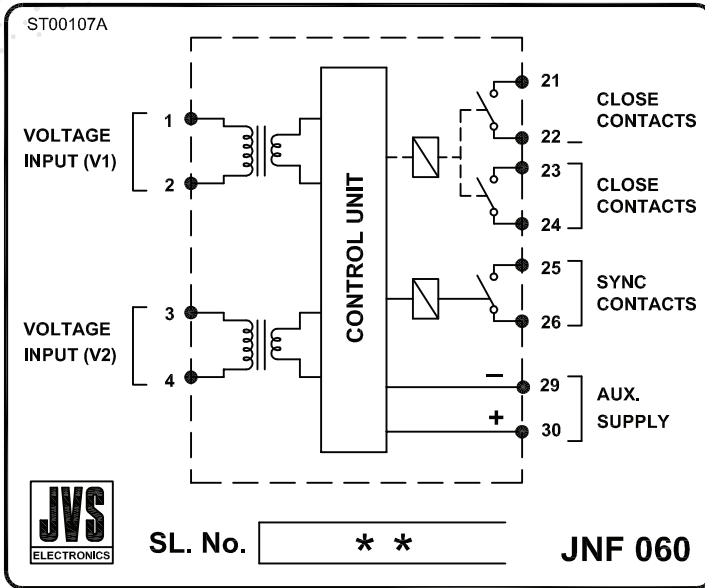 ST00107A
VOLTAGE
INPUT (V1)
1
2
VOLTAGE
INPUT (V2)
3
4
CONTROL UNIT
21
22
CLOSE
CONTACTS
23
24
CLOSE
CONTACTS
25
26
SYNC
CONTACTS
− 29
+ 30
AUX.
SUPPLY
JVS
ELECTRONICS
SL. No. * *
JNF 060